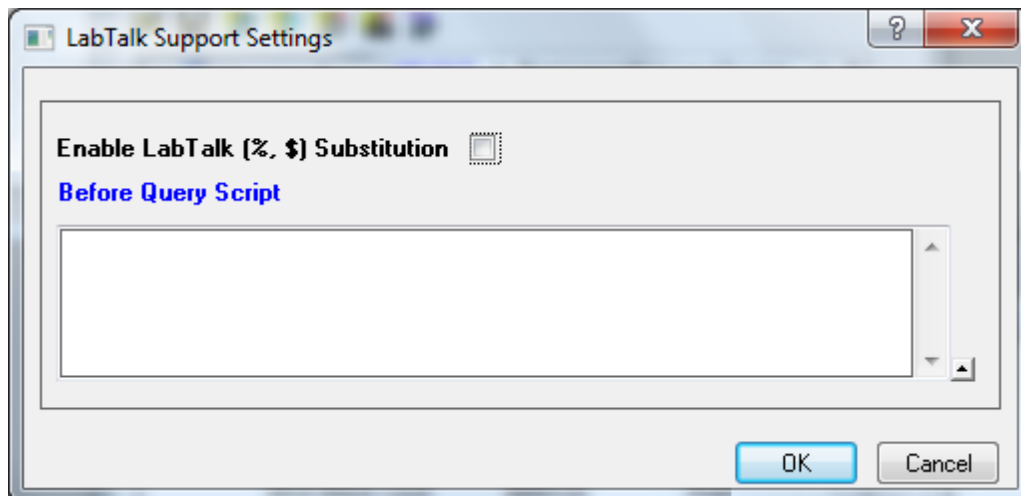 LabTalk Support Settings
Enable LabTalk (%, $) Substitution
Before Query Script
OK Cancel